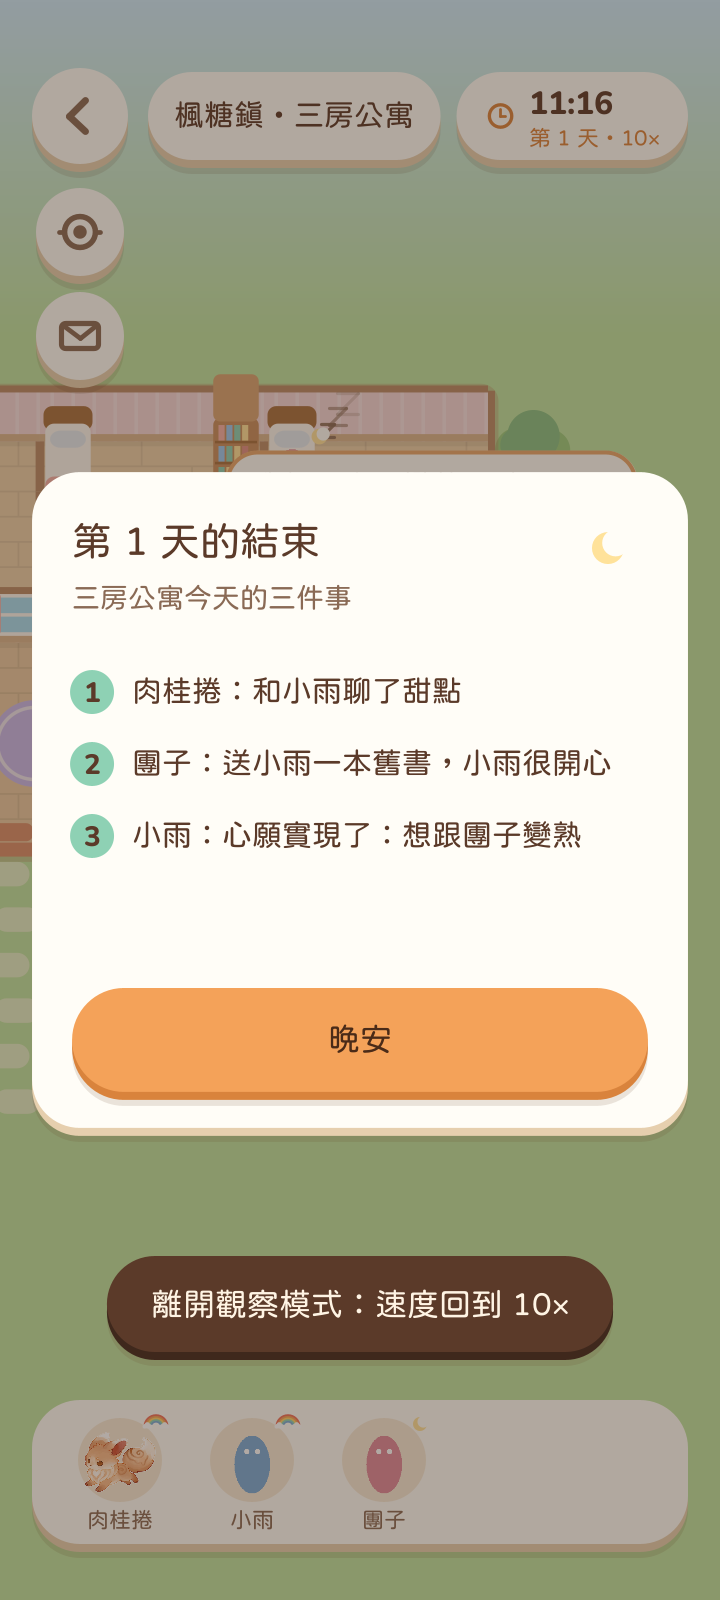 楓糖鎮・三房公寓
11:16
第 1 天・10×
第 1 天的結束
三房公寓今天的三件事
1 肉桂捲：和小雨聊了甜點
2 團子：送小雨一本舊書，小雨很開心
3 小雨：心願實現了：想跟團子變熟
晚安
離開觀察模式：速度回到 10×
肉桂捲
小雨
團子